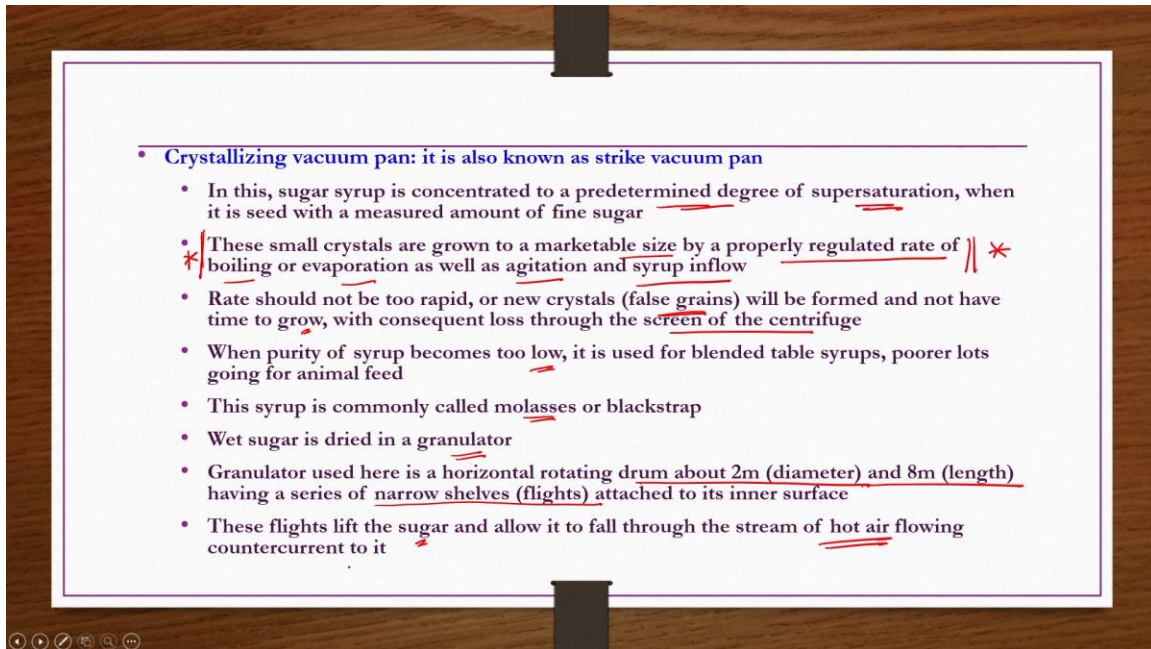 • Crystallizing vacuum pan: it is also known as strike vacuum pan
• In this, sugar syrup is concentrated to a predetermined degree of supersaturation, when
it is seed with a measured amount of fine sugar
• These small crystals are grown to a marketable size by a properly regulated rate of
boiling or evaporation as well as agitation and syrup inflow
• Rate should not be too rapid, or new crystals (false grains) will be formed and not have
time to grow, with consequent loss through the screen of the centrifuge
• When purity of syrup becomes too low, it is used for blended table syrups, poorer lots
going for animal feed
• This syrup is commonly called molasses or blackstrap
• Wet sugar is dried in a granulator
• Granulator used here is a horizontal rotating drum about 2m (diameter) and 8m (length)
having a series of narrow shelves (flights) attached to its inner surface
• These flights lift the sugar and allow it to fall through the stream of hot air flowing
countercurrent to it